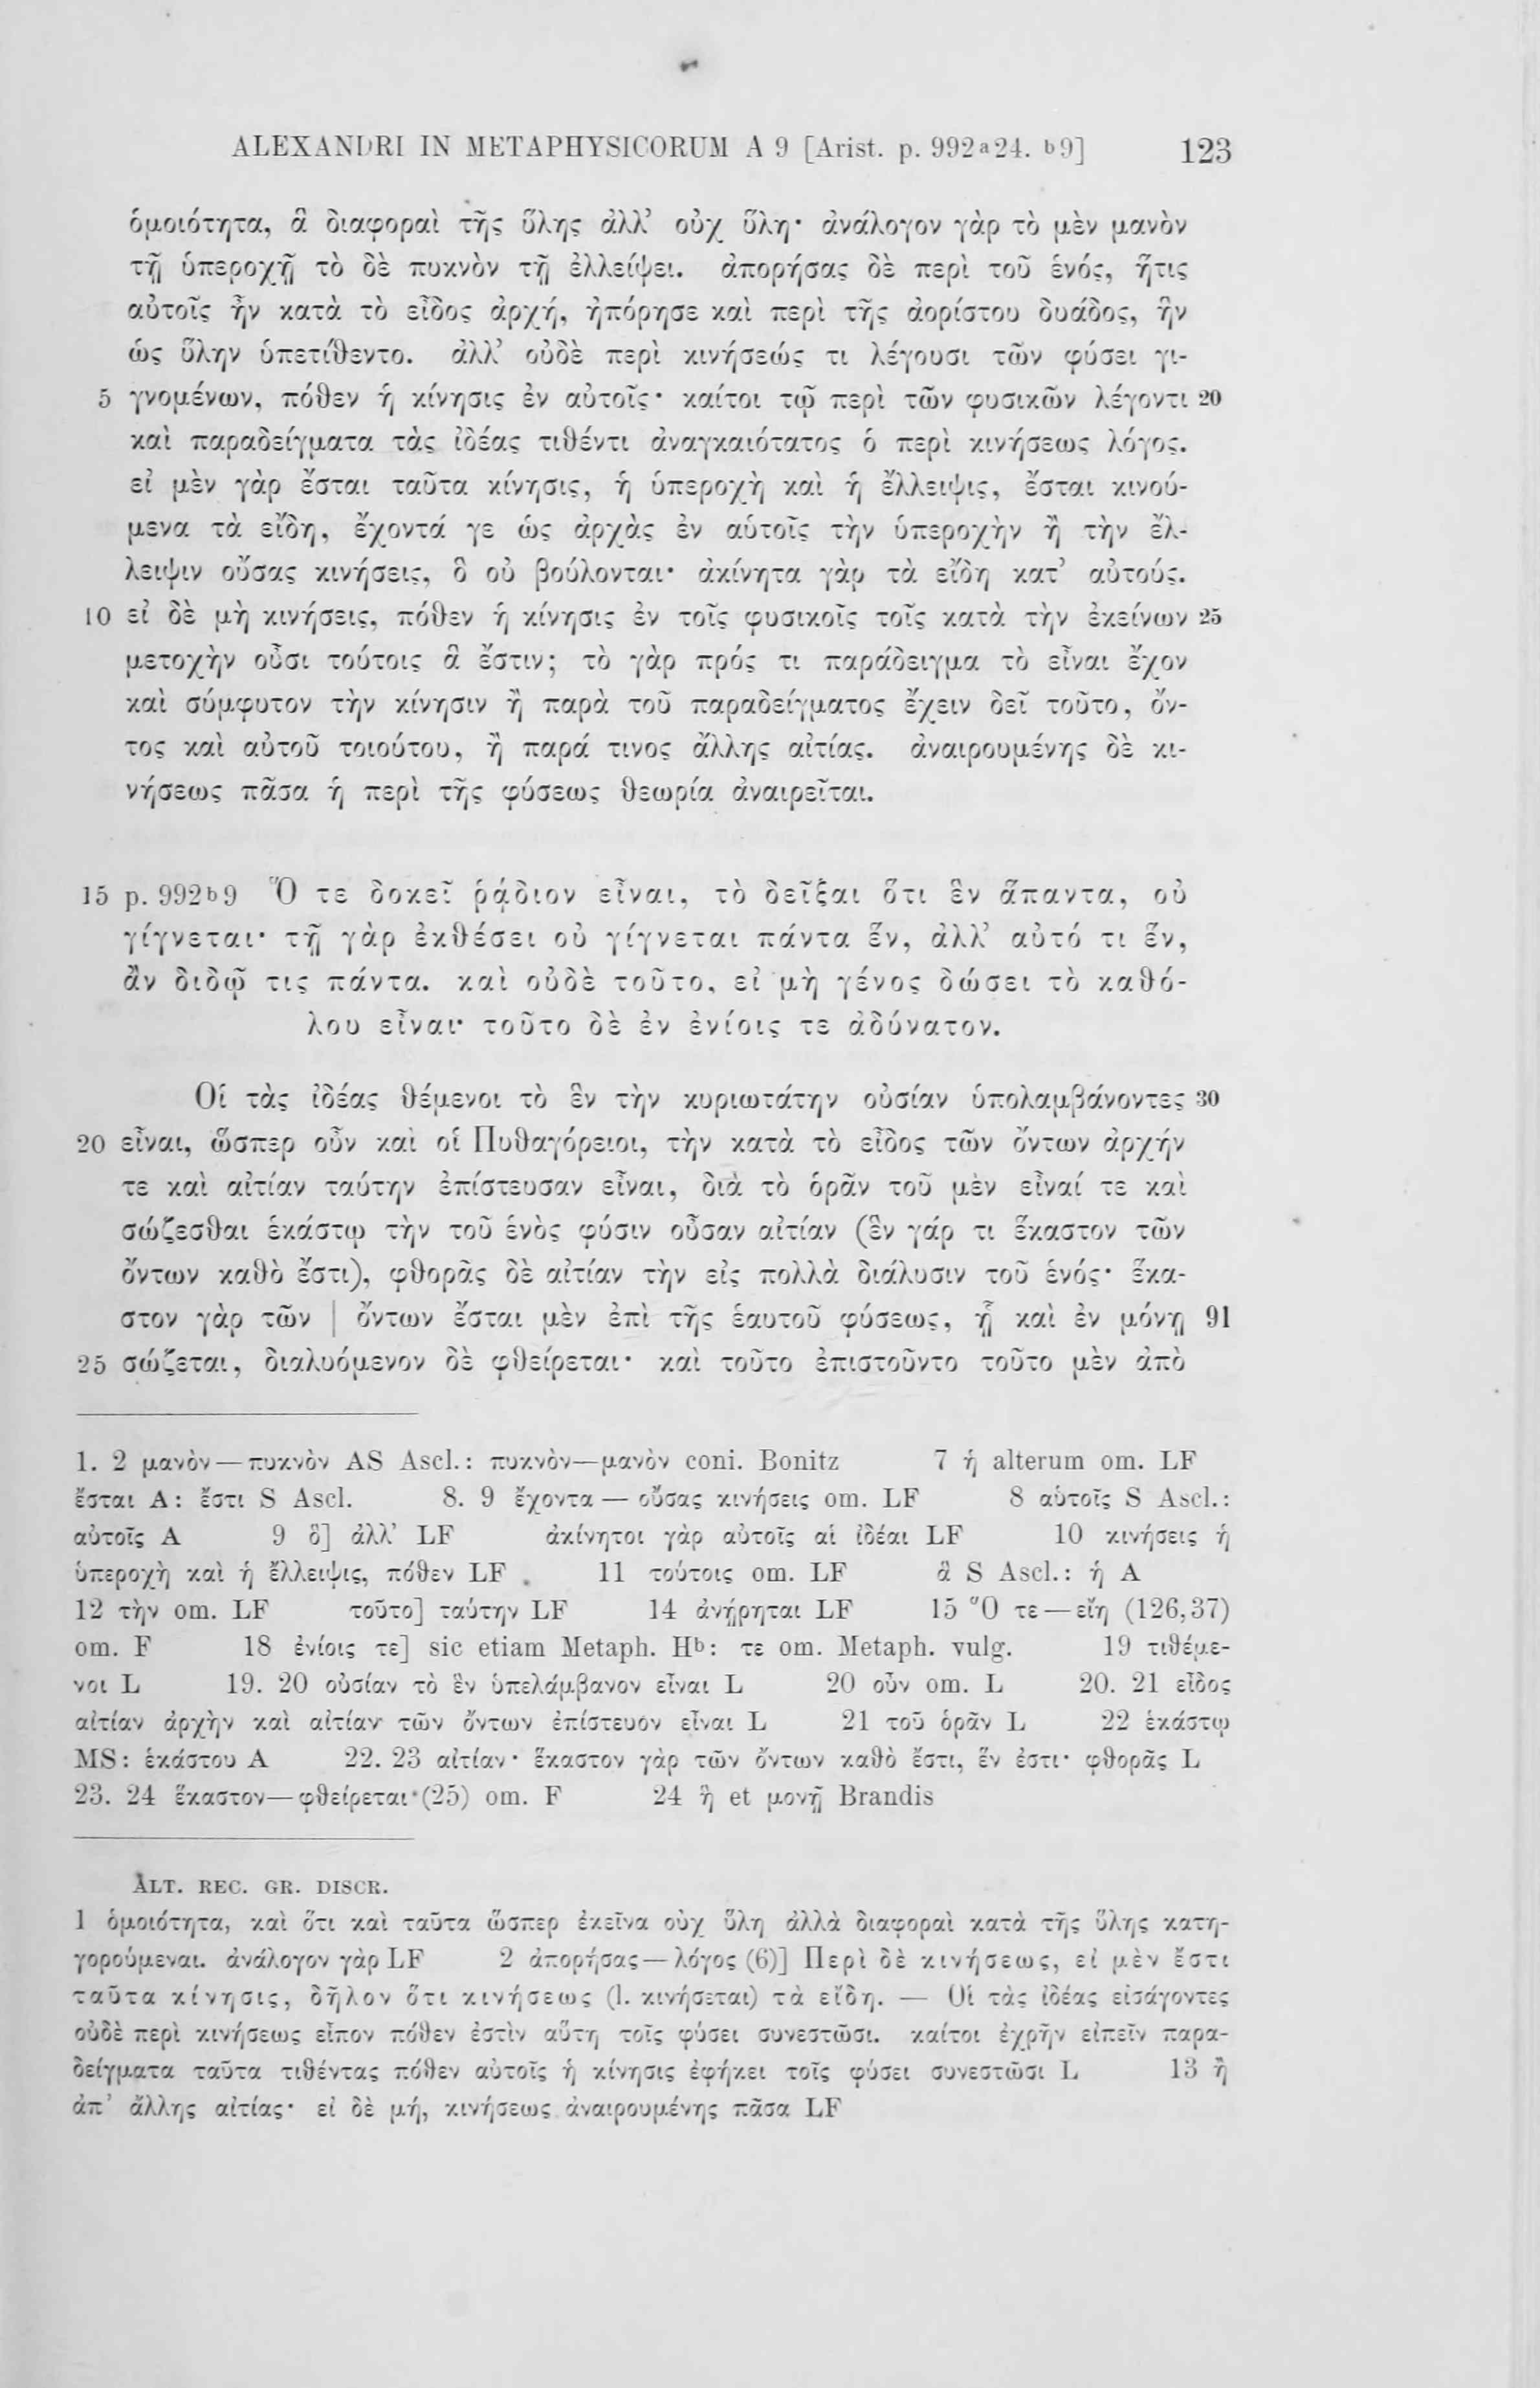 ALEXANDRI IN METAPHYSICORUM A 9 [Arist. p. 992a24. b9] 123
ὁμοιότητα, ἃ διαφοραὶ τῆς ὕλης ἀλλ' οὐχ ὕλη· ἀνάλογον γὰρ τὸ μὲν μανὸν
τῇ ὑπεροχῇ τὸ δὲ πυκνὸν τῇ ἐλλείψει. ἀπορήσας δὲ περὶ τοῦ ἑνός, ἥτις
αὐτοῖς ἦν κατὰ τὸ εἶδος ἀρχή, ἠπόρησε καὶ περὶ τῆς ἀορίστου δυάδος, ἣν
ὡς ὕλην ὑπετίθεντο. ἀλλ' οὐδὲ περὶ κινήσεώς τι λέγουσι τῶν φύσει γι-
5 γνομένων, πόθεν ἡ κίνησις ἐν αὐτοῖς· καίτοι τῷ περὶ τῶν φυσικῶν λέγοντι 20
καὶ παραδείγματα τὰς ἰδέας τιθέντι ἀναγκαιότατος ὁ περὶ κινήσεως λόγος.
εἰ μὲν γὰρ ἔσται ταῦτα κίνησις, ἡ ὑπεροχὴ καὶ ἡ ἔλλειψις, ἔσται κινού-
μενα τὰ εἴδη, ἔχοντά γε ὡς ἀρχὰς ἐν αὑτοῖς τὴν ὑπεροχὴν ἢ τὴν ἔλ-
λειψιν οὔσας κινήσεις, ὃ οὐ βούλονται· ἀκίνητα γὰρ τὰ εἴδη κατ' αὐτούς.
10 εἰ δὲ μὴ κινήσεις, πόθεν ἡ κίνησις ἐν τοῖς φυσικοῖς τοῖς κατὰ τὴν ἐκείνων 25
μετοχὴν οὖσι τούτοις ἃ ἔστιν; τὸ γὰρ πρός τι παράδειγμα τὸ εἶναι ἔχον
καὶ σύμφυτον τὴν κίνησιν ἢ παρὰ τοῦ παραδείγματος ἔχειν δεῖ τοῦτο, ὄν-
τος καὶ αὐτοῦ τοιούτου, ἢ παρά τινος ἄλλης αἰτίας. ἀναιρουμένης δὲ κι-
νήσεως πᾶσα ἡ περὶ τῆς φύσεως θεωρία ἀναιρεῖται.
15 p. 992b9 Ὅ τε δοκεῖ ῥᾴδιον εἶναι, τὸ δεῖξαι ὅτι ἓν ἅπαντα, οὐ
γίγνεται· τῇ γὰρ ἐκθέσει οὐ γίγνεται πάντα ἕν, ἀλλ' αὐτό τι ἕν,
ἂν διδῷ τις πάντα. καὶ οὐδὲ τοῦτο, εἰ μὴ γένος δώσει τὸ καθό-
λου εἶναι· τοῦτο δὲ ἐν ἐνίοις τε ἀδύνατον.
Οἱ τὰς ἰδέας θέμενοι τὸ ἓν τὴν κυριωτάτην οὐσίαν ὑπολαμβάνοντες 30
20 εἶναι, ὥσπερ οὖν καὶ οἱ Πυθαγόρειοι, τὴν κατὰ τὸ εἶδος τῶν ὄντων ἀρχήν
τε καὶ αἰτίαν ταύτην ἐπίστευσαν εἶναι, διὰ τὸ ὁρᾶν τοῦ μὲν εἶναί τε καὶ
σώζεσθαι ἑκάστῳ τὴν τοῦ ἑνὸς φύσιν οὖσαν αἰτίαν (ἓν γάρ τι ἕκαστον τῶν
ὄντων καθὸ ἔστι), φθορᾶς δὲ αἰτίαν τὴν εἰς πολλὰ διάλυσιν τοῦ ἑνός· ἕκα-
στον γὰρ τῶν | ὄντων ἔσται μὲν ἐπὶ τῆς ἑαυτοῦ φύσεως, ᾗ καὶ ἐν μόνῃ 91
25 σώζεται, διαλυόμενον δὲ φθείρεται· καὶ τοῦτο ἐπιστοῦντο τοῦτο μὲν ἀπὸ
1. 2 μανὸν—πυκνὸν AS Ascl.: πυκνὸν—μανὸν coni. Bonitz 7 ἡ alterum om. LF
ἔσται A: ἔστι S Ascl. 8. 9 ἔχοντα — οὔσας κινήσεις om. LF 8 αὑτοῖς S Ascl.:
αὐτοῖς A 9 ὃ] ἀλλ' LF ἀκίνητοι γὰρ αὐτοῖς αἱ ἰδέαι LF 10 κινήσεις ἡ
ὑπεροχὴ καὶ ἡ ἔλλειψις, πόθεν LF 11 τούτοις om. LF ἃ S Ascl.: ἡ A
12 τὴν om. LF τοῦτο] ταύτην LF 14 ἀνῄρηται LF 15 Ὅ τε—εἴη (126,37)
om. F 18 ἐνίοις τε] sic etiam Metaph. Hb: τε om. Metaph. vulg. 19 τιθέμε-
νοι L 19. 20 οὐσίαν τὸ ἓν ὑπελάμβανον εἶναι L 20 οὖν om. L 20. 21 εἶδος
αἰτίαν ἀρχὴν καὶ αἰτίαν τῶν ὄντων ἐπίστευον εἶναι L 21 τοῦ ὁρᾶν L 22 ἑκάστῳ
MS: ἑκάστου A 22. 23 αἰτίαν· ἕκαστον γὰρ τῶν ὄντων καθὸ ἔστι, ἕν ἐστι· φθορᾶς L
23. 24 ἕκαστον—φθείρεται (25) om. F 24 ἢ et μονῇ Brandis
ALT. REC. GR. DISCR.
1 ὁμοιότητα, καὶ ὅτι καὶ ταῦτα ὥσπερ ἐκεῖνα οὐχ ὕλη ἀλλὰ διαφοραὶ κατὰ τῆς ὕλης κατη-
γορούμεναι. ἀνάλογον γὰρ LF 2 ἀπορήσας—λόγος (6)] Περὶ δὲ κινήσεως, εἰ μὲν ἔστι
ταῦτα κίνησις, δῆλον ὅτι κινήσεως (l. κινήσεται) τὰ εἴδη. — Οἱ τὰς ἰδέας εἰσάγοντες
οὐδὲ περὶ κινήσεως εἶπον πόθεν ἐστὶν αὕτη τοῖς φύσει συνεστῶσι. καίτοι ἐχρῆν εἰπεῖν παρα-
δείγματα ταῦτα τιθέντας πόθεν αὐτοῖς ἡ κίνησις ἐφήκει τοῖς φύσει συνεστῶσι L 13 ἢ
ἀπ' ἄλλης αἰτίας· εἰ δὲ μή, κινήσεως ἀναιρουμένης πᾶσα LF